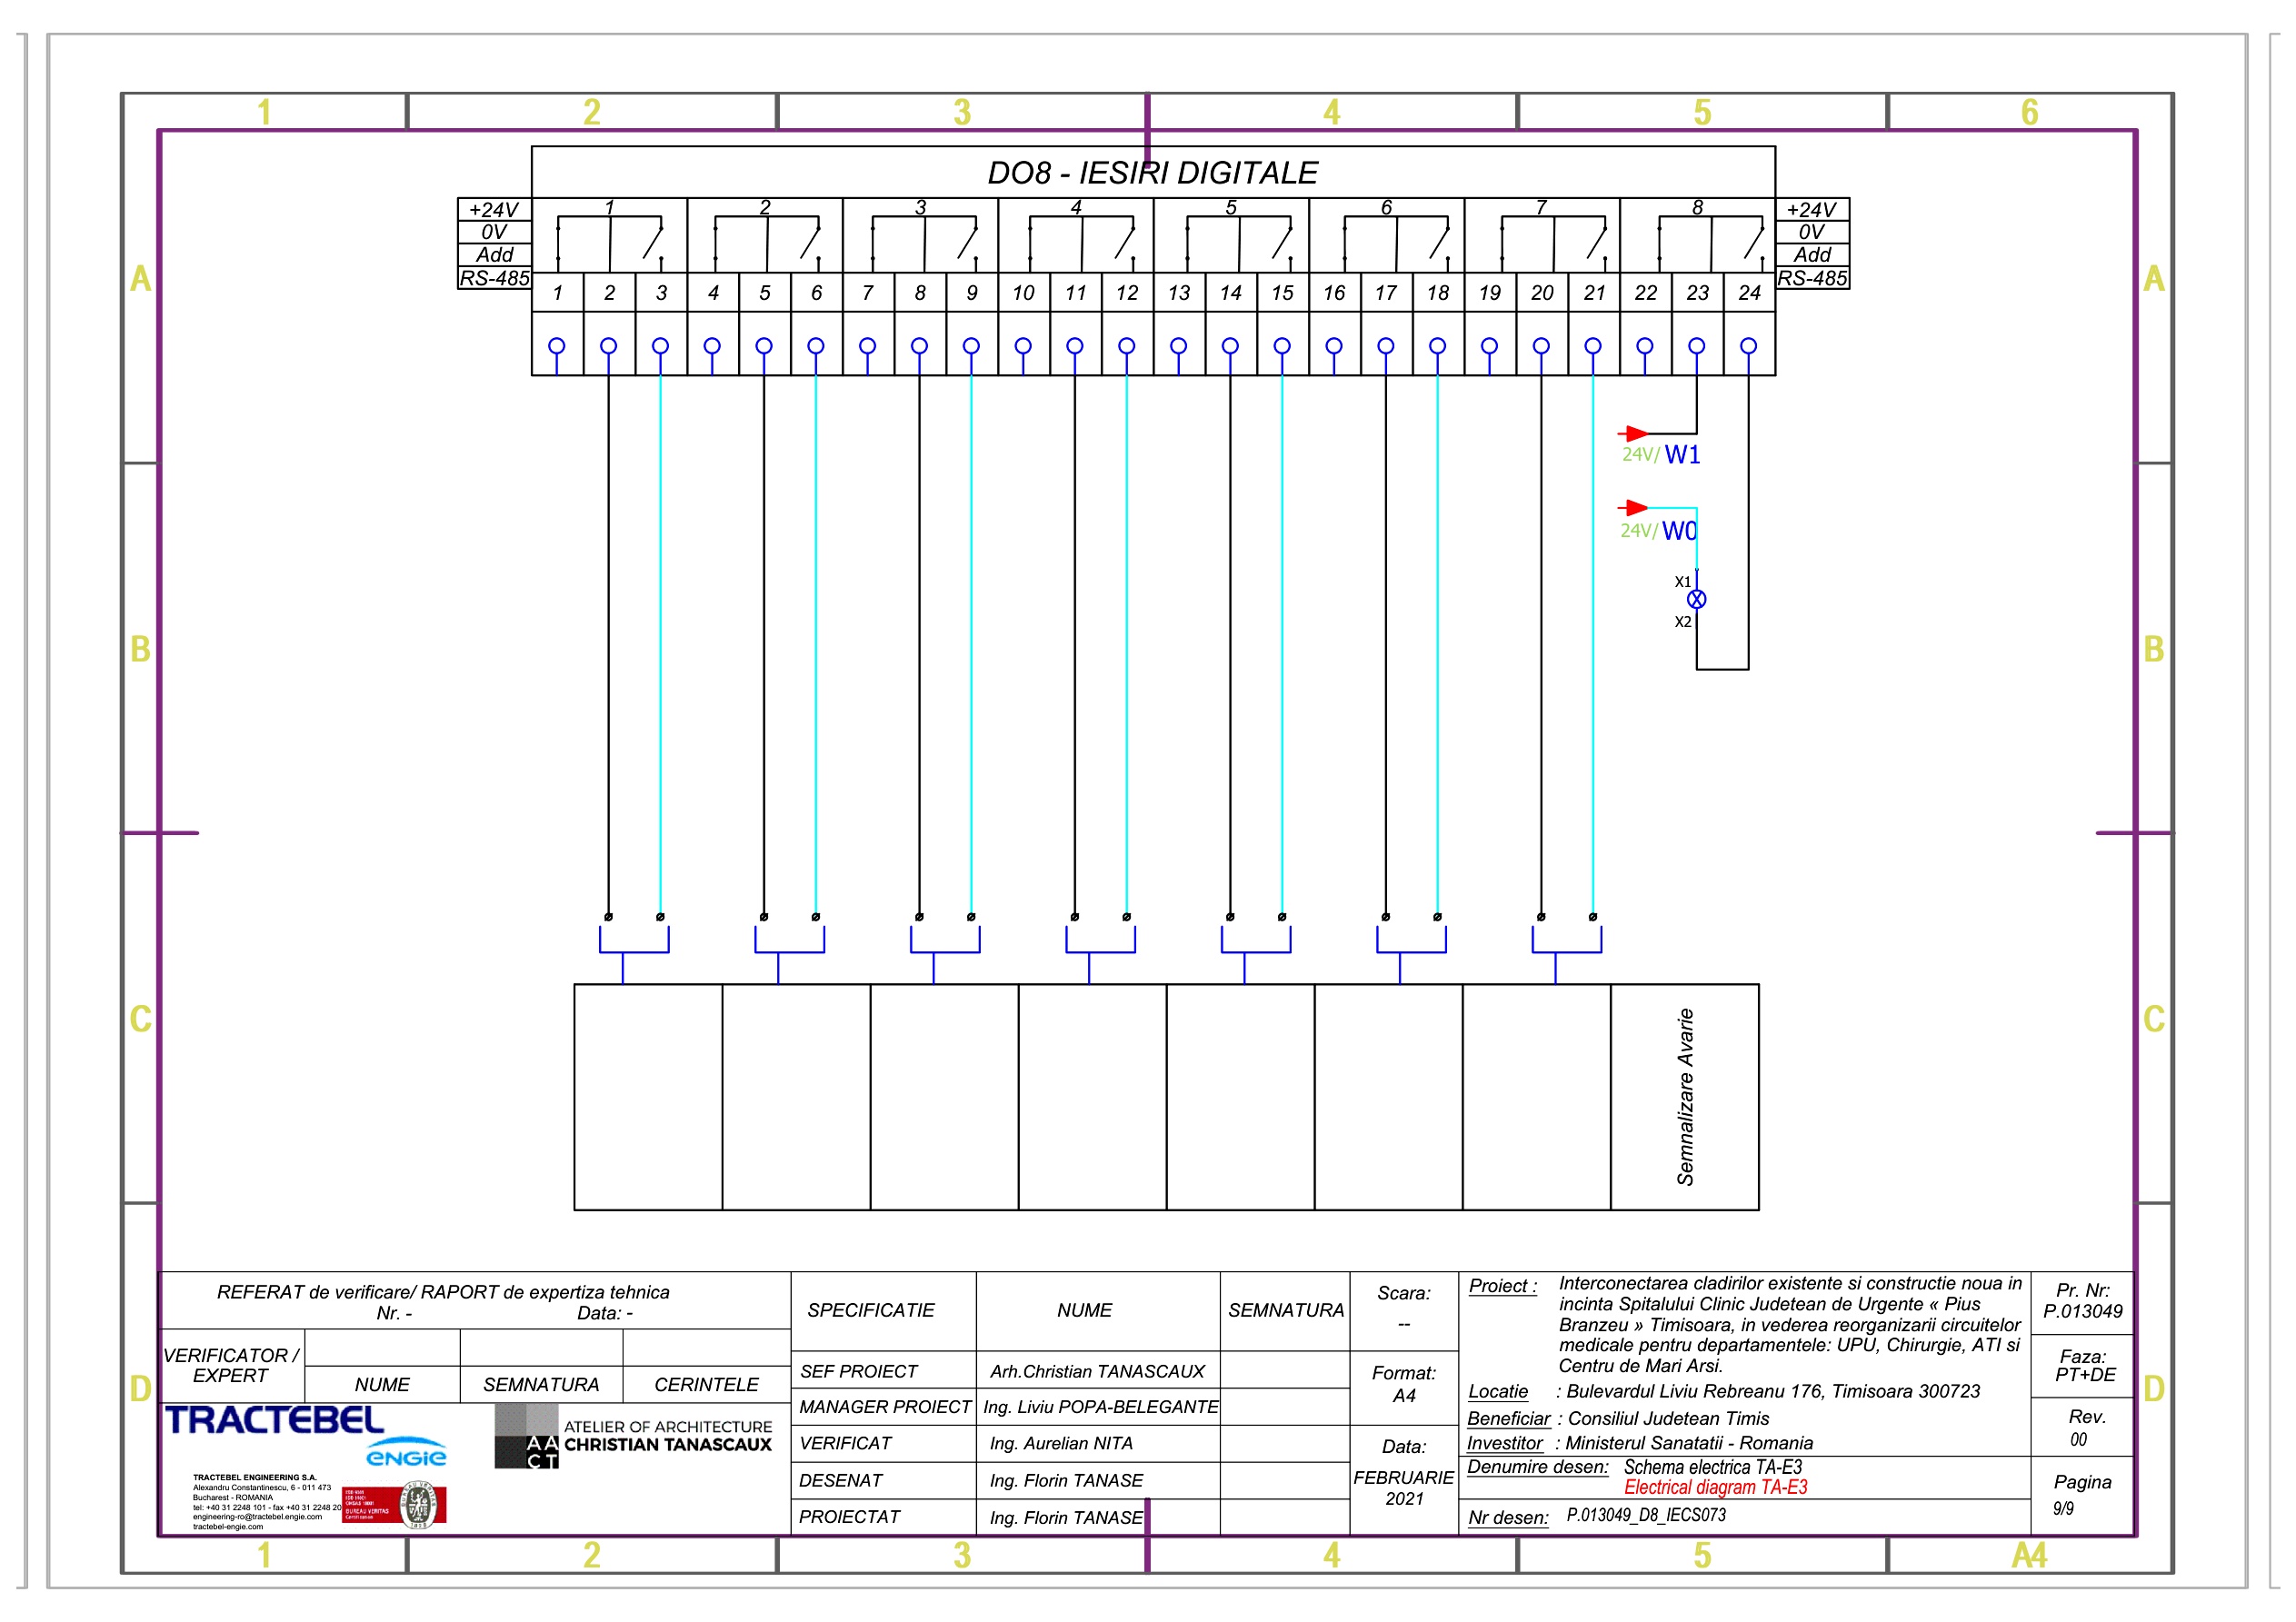 1 2 3 4 5 6
DO8 - IESIRI DIGITALE
+24V 1 2 3 4 5 6 7 8 +24V
0V 0V
Add Add
RS-485 RS-485
1 2 3 4 5 6 7 8 9 10 11 12 13 14 15 16 17 18 19 20 21 22 23 24
A A
24V/ W1
24V/ W0
X1
X2
B B
C C
Semnalizare Avarie
REFERAT de verificare/ RAPORT de expertiza tehnica
Nr. - Data: -
VERIFICATOR /
EXPERT
NUME SEMNATURA CERINTELE
TRACTEBEL
ENGIE
TRACTEBEL ENGINEERING S.A.
Alexandru Constantinescu, 6 - 011 473
Bucharest - ROMANIA
tel: +40 31 2248 101 - fax +40 31 2248 20
engineering-ro@tractebel.engie.com
tractebel-engie.com
BUREAU VERITAS
Certification
AA
CT
ATELIER OF ARCHITECTURE
CHRISTIAN TANASCAUX
SPECIFICATIE NUME SEMNATURA
SEF PROIECT Arh.Christian TANASCAUX
MANAGER PROIECT Ing. Liviu POPA-BELEGANTE
VERIFICAT Ing. Aurelian NITA
DESENAT Ing. Florin TANASE
PROIECTAT Ing. Florin TANASE
Scara:
--
Format:
A4
Data:
FEBRUARIE
2021
Proiect : Interconectarea cladirilor existente si constructie noua in
incinta Spitalului Clinic Judetean de Urgente « Pius
Branzeu » Timisoara, in vederea reorganizarii circuitelor
medicale pentru departamentele: UPU, Chirurgie, ATI si
Centru de Mari Arsi.
Locatie : Bulevardul Liviu Rebreanu 176, Timisoara 300723
Beneficiar : Consiliul Judetean Timis
Investitor : Ministerul Sanatatii - Romania
Denumire desen: Schema electrica TA-E3
Electrical diagram TA-E3
Nr desen: P.013049_D8_IECS073
Pr. Nr:
P.013049
Faza:
PT+DE
Rev.
00
Pagina
9/9
D D
1 2 3 4 5 A4